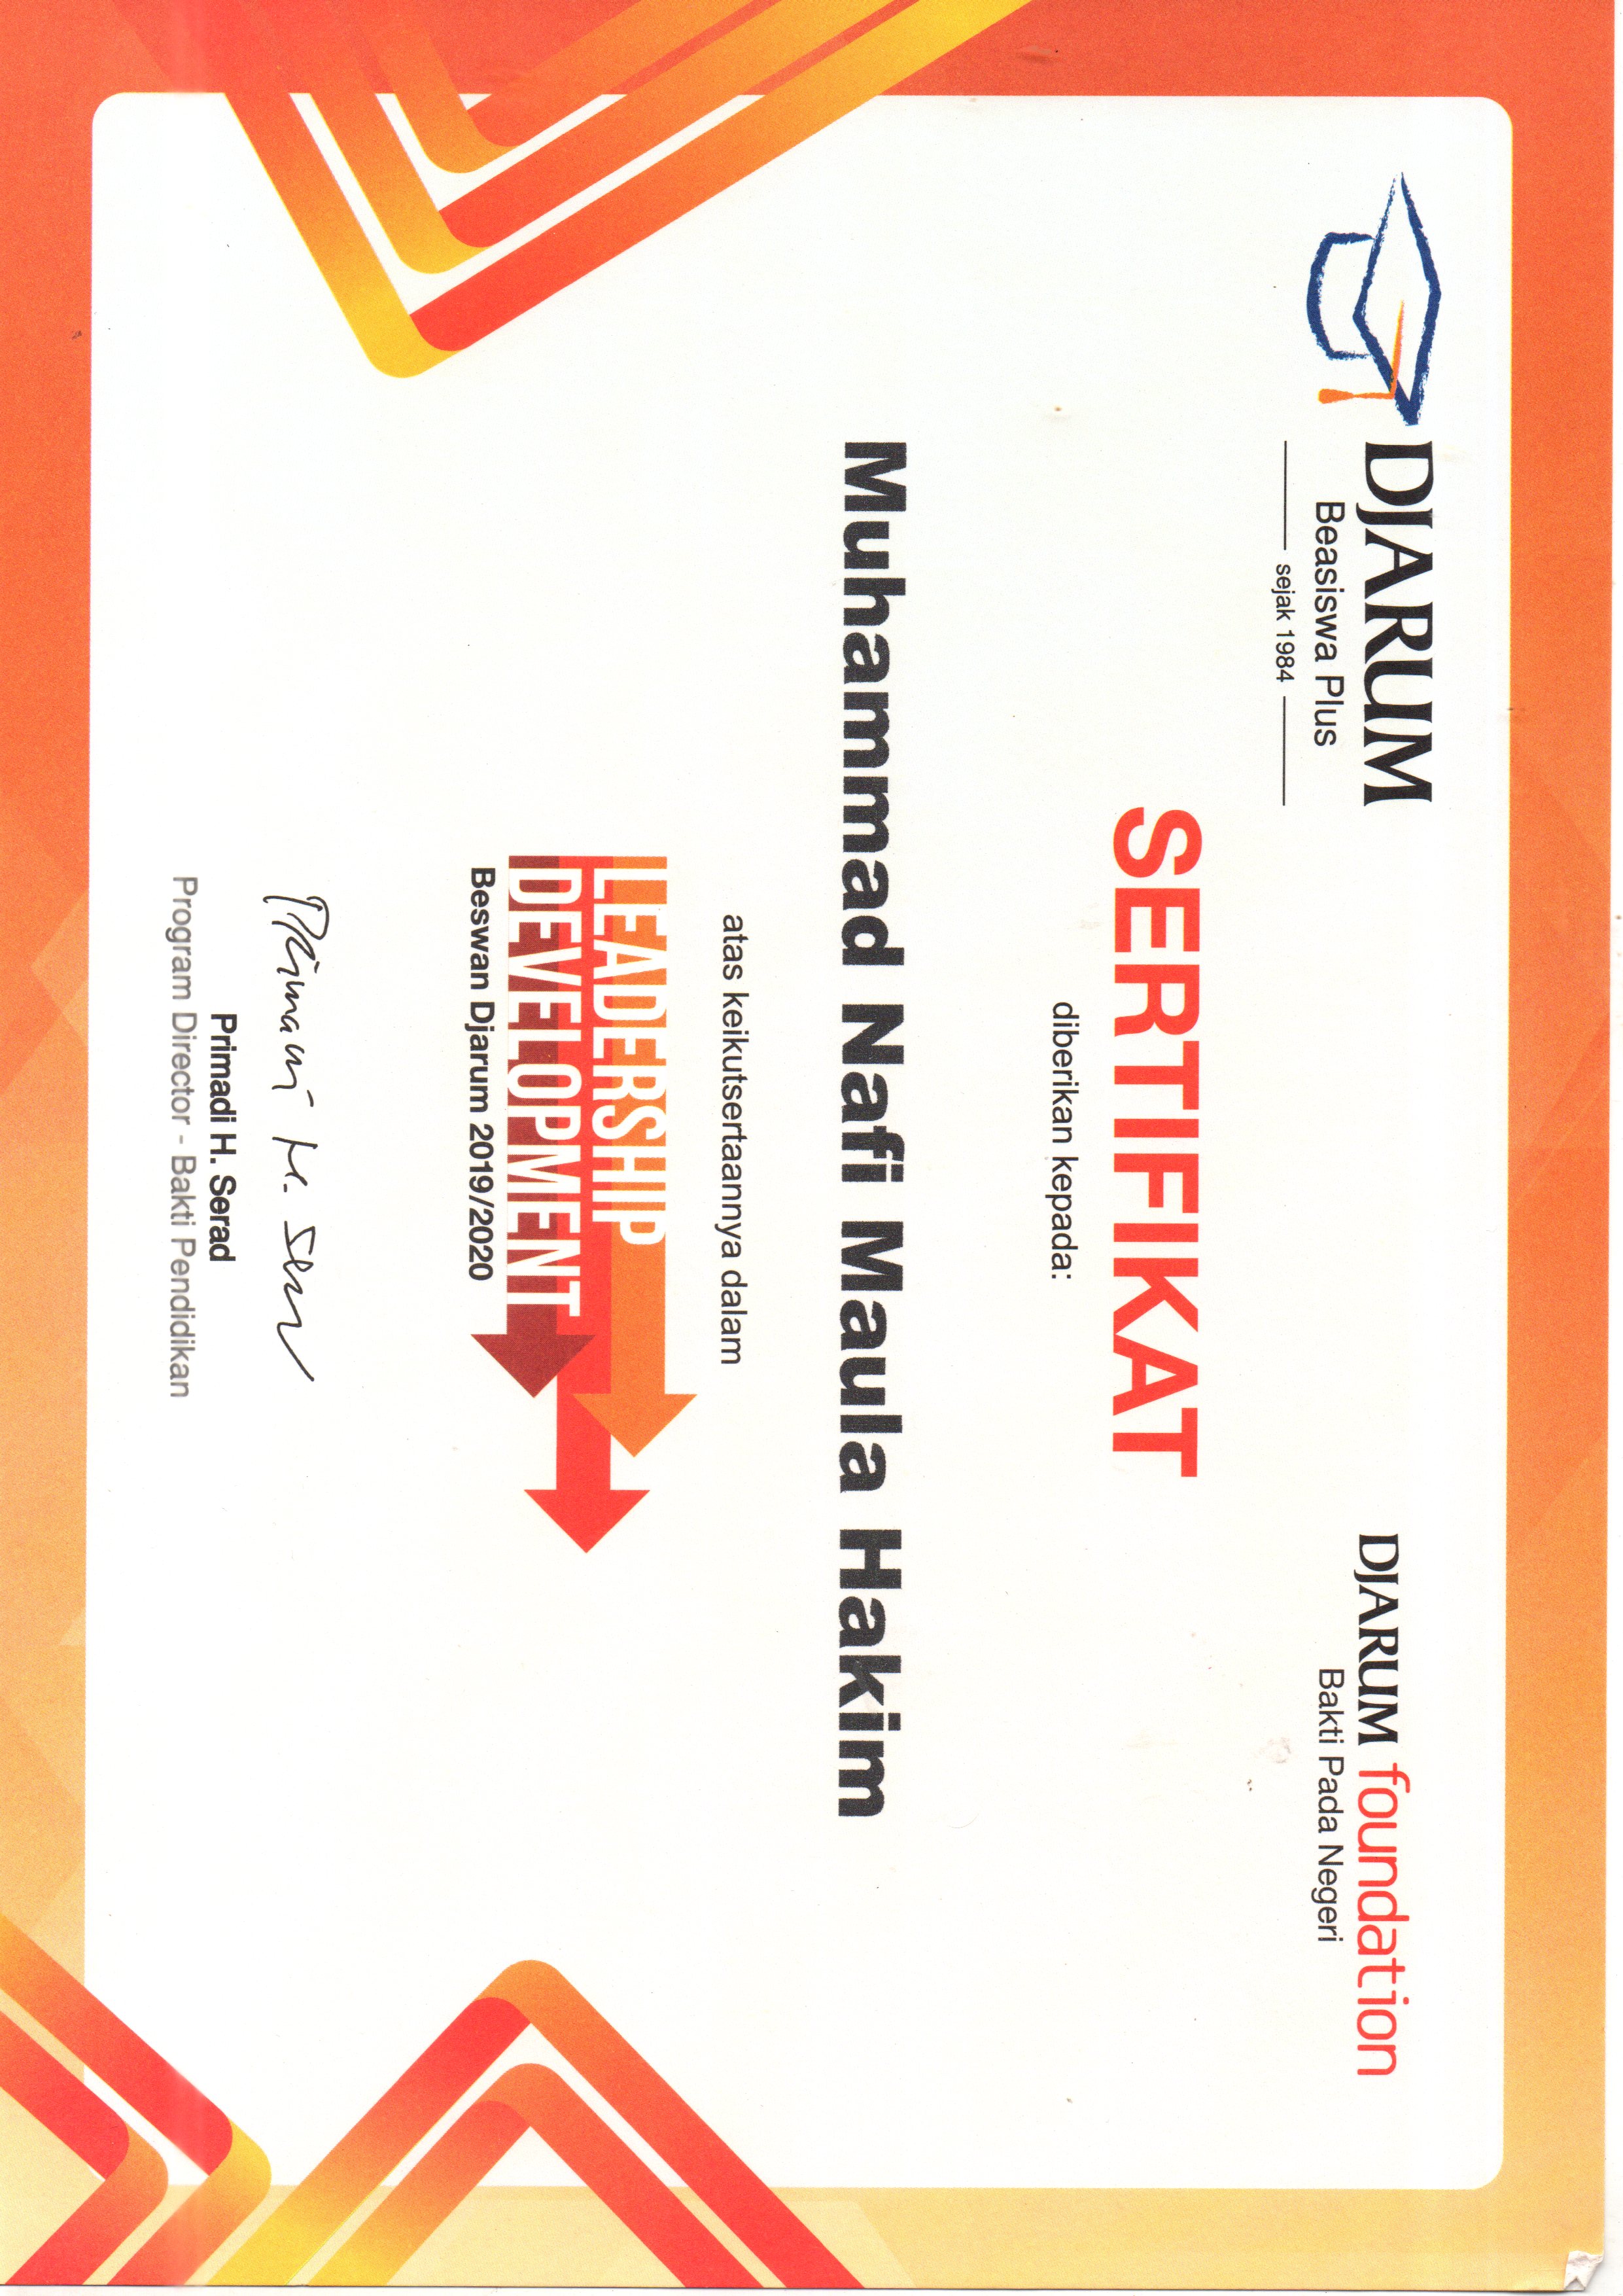 DJARUM
Beasiswa Plus
sejak 1984
DJARUM foundation
Bakti Pada Negeri
SERTIFIKAT
diberikan kepada:
Muhammad Nafi Maula Hakim
atas keikutsertaannya dalam
LEADERSHIP
DEVELOPMENT
Beswan Djarum 2019/2020
Primadi H. Serad
Primadi H. Serad
Program Director - Bakti Pendidikan